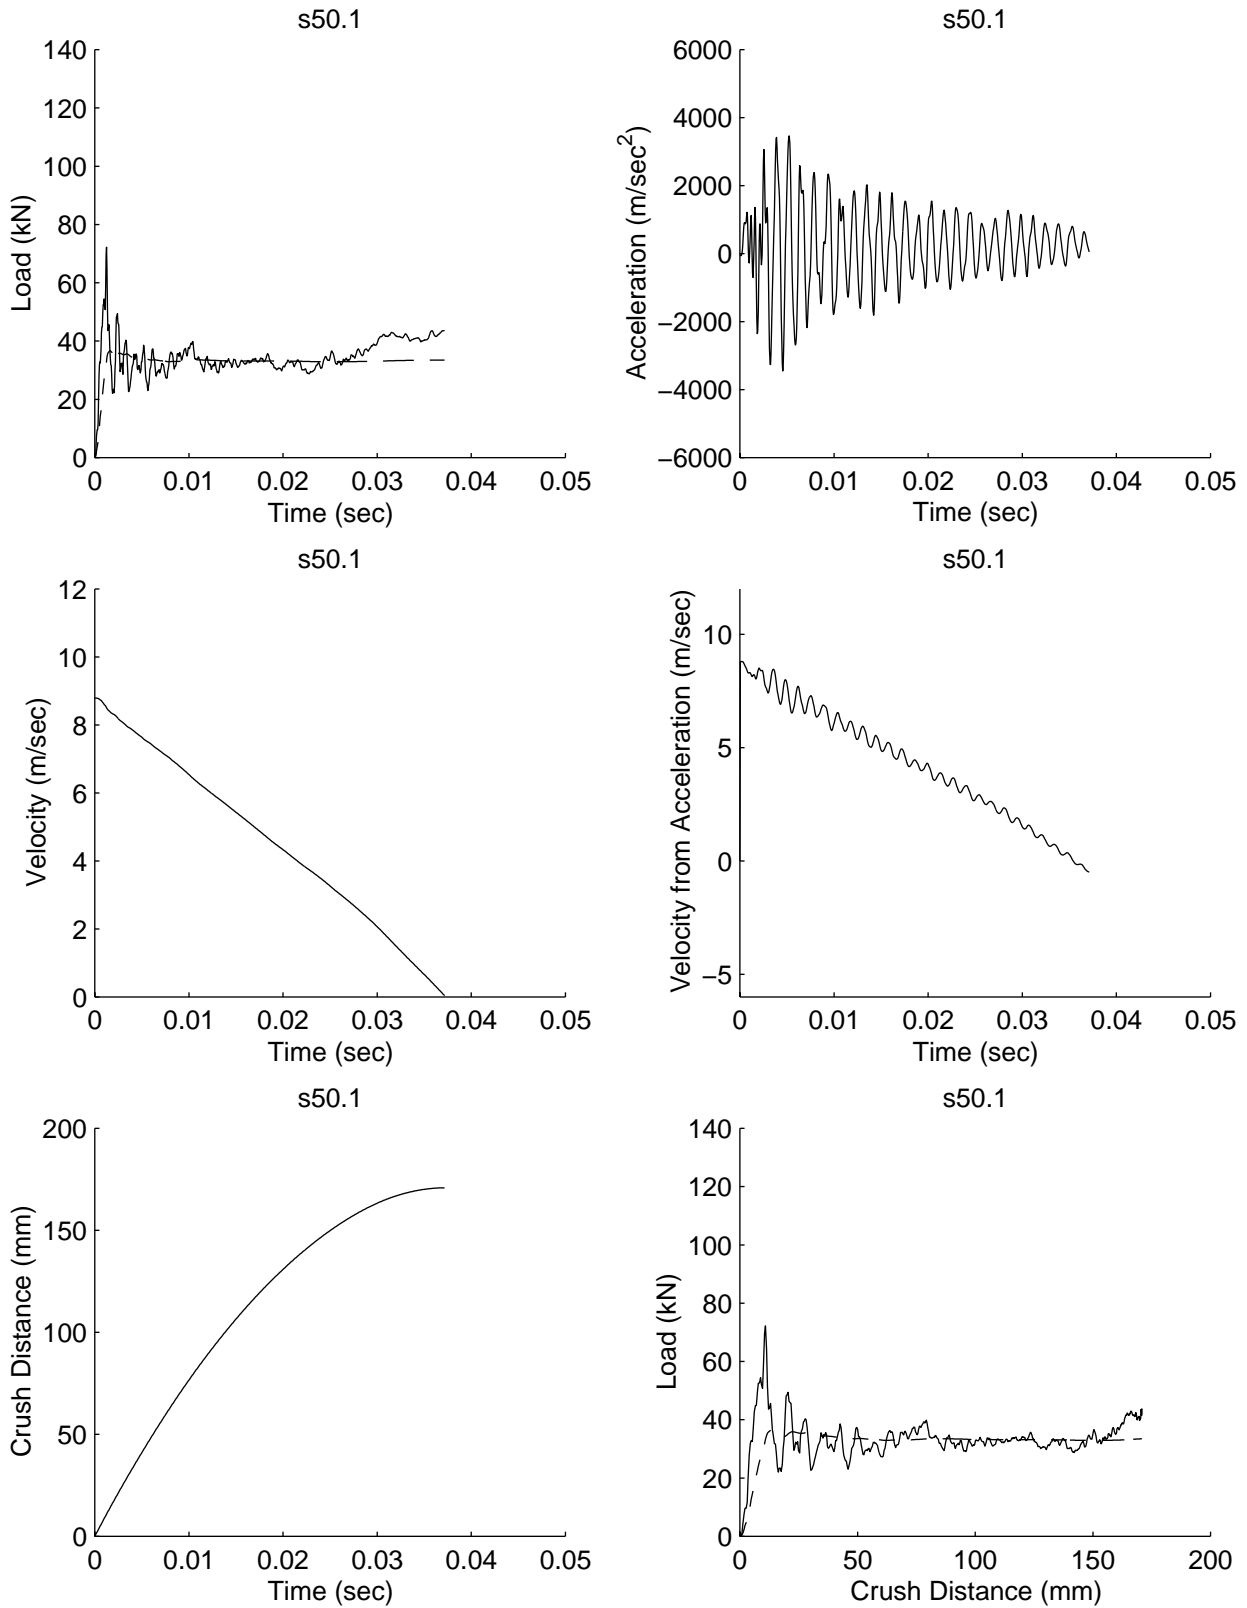 s50.1
140
120
100
80
60
40
20
0
Load (kN)
0 0.01 0.02 0.03 0.04 0.05
Time (sec)
s50.1
6000
4000
2000
0
−2000
−4000
−6000
Acceleration (m/sec2)
0 0.01 0.02 0.03 0.04 0.05
Time (sec)
s50.1
12
10
8
6
4
2
0
Velocity (m/sec)
0 0.01 0.02 0.03 0.04 0.05
Time (sec)
s50.1
10
5
0
−5
Velocity from Acceleration (m/sec)
0 0.01 0.02 0.03 0.04 0.05
Time (sec)
s50.1
200
150
100
50
0
Crush Distance (mm)
0 0.01 0.02 0.03 0.04 0.05
Time (sec)
s50.1
140
120
100
80
60
40
20
0
Load (kN)
0 50 100 150 200
Crush Distance (mm)